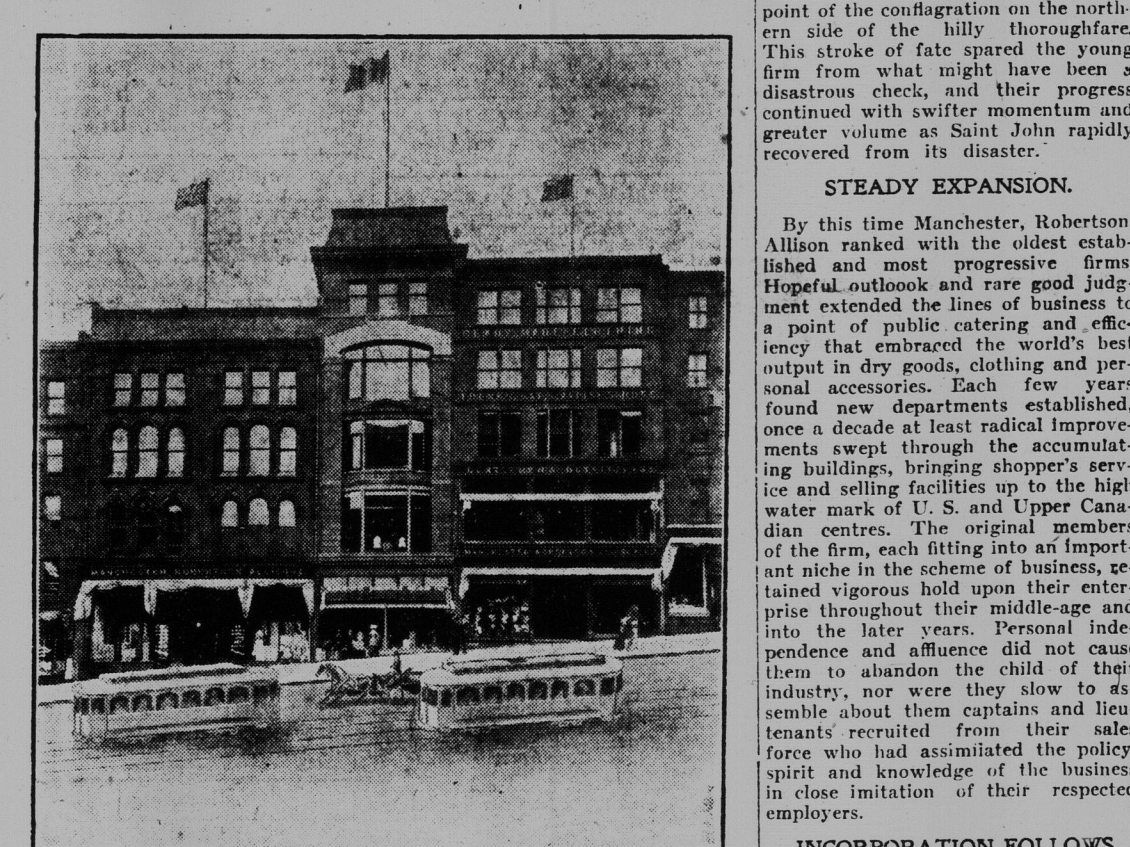 MANCHESTER ROBERTSON ALLISON
point of the conflagration on the north-
ern side of the hilly thoroughfare.
This stroke of fate spared the young
firm from what might have been a
disastrous check, and their progress
continued with swifter momentum and
greater volume as Saint John rapidly
recovered from its disaster.
STEADY EXPANSION.
By this time Manchester, Robertson
Allison ranked with the oldest estab-
lished and most progressive firms
Hopeful outloook and rare good judg-
ment extended the lines of business to
a point of public catering and effic-
iency that embraced the world's best
output in dry goods, clothing and per-
sonal accessories. Each few years
found new departments established,
once a decade at least radical improve-
ments swept through the accumulat-
ing buildings, bringing shopper's serv-
ice and selling facilities up to the high
water mark of U. S. and Upper Cana-
dian centres. The original members
of the firm, each fitting into an import-
ant niche in the scheme of business, re-
tained vigorous hold upon their enter-
prise throughout their middle-age and
into the later years. Personal inde-
pendence and affluence did not cause
them to abandon the child of their
industry, nor were they slow to as
semble about them captains and lieu
tenants recruited from their sales
force who had assimiiated the policy
spirit and knowledge of the business
in close imitation of their respected
employers.
INCORPORATION FOLLOWS